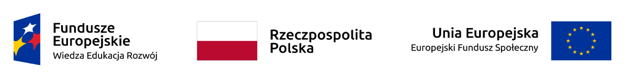 Fundusze
Europejskie
Wiedza Edukacja Rozwój
Rzeczpospolita
Polska
Unia Europejska
Europejski Fundusz Społeczny